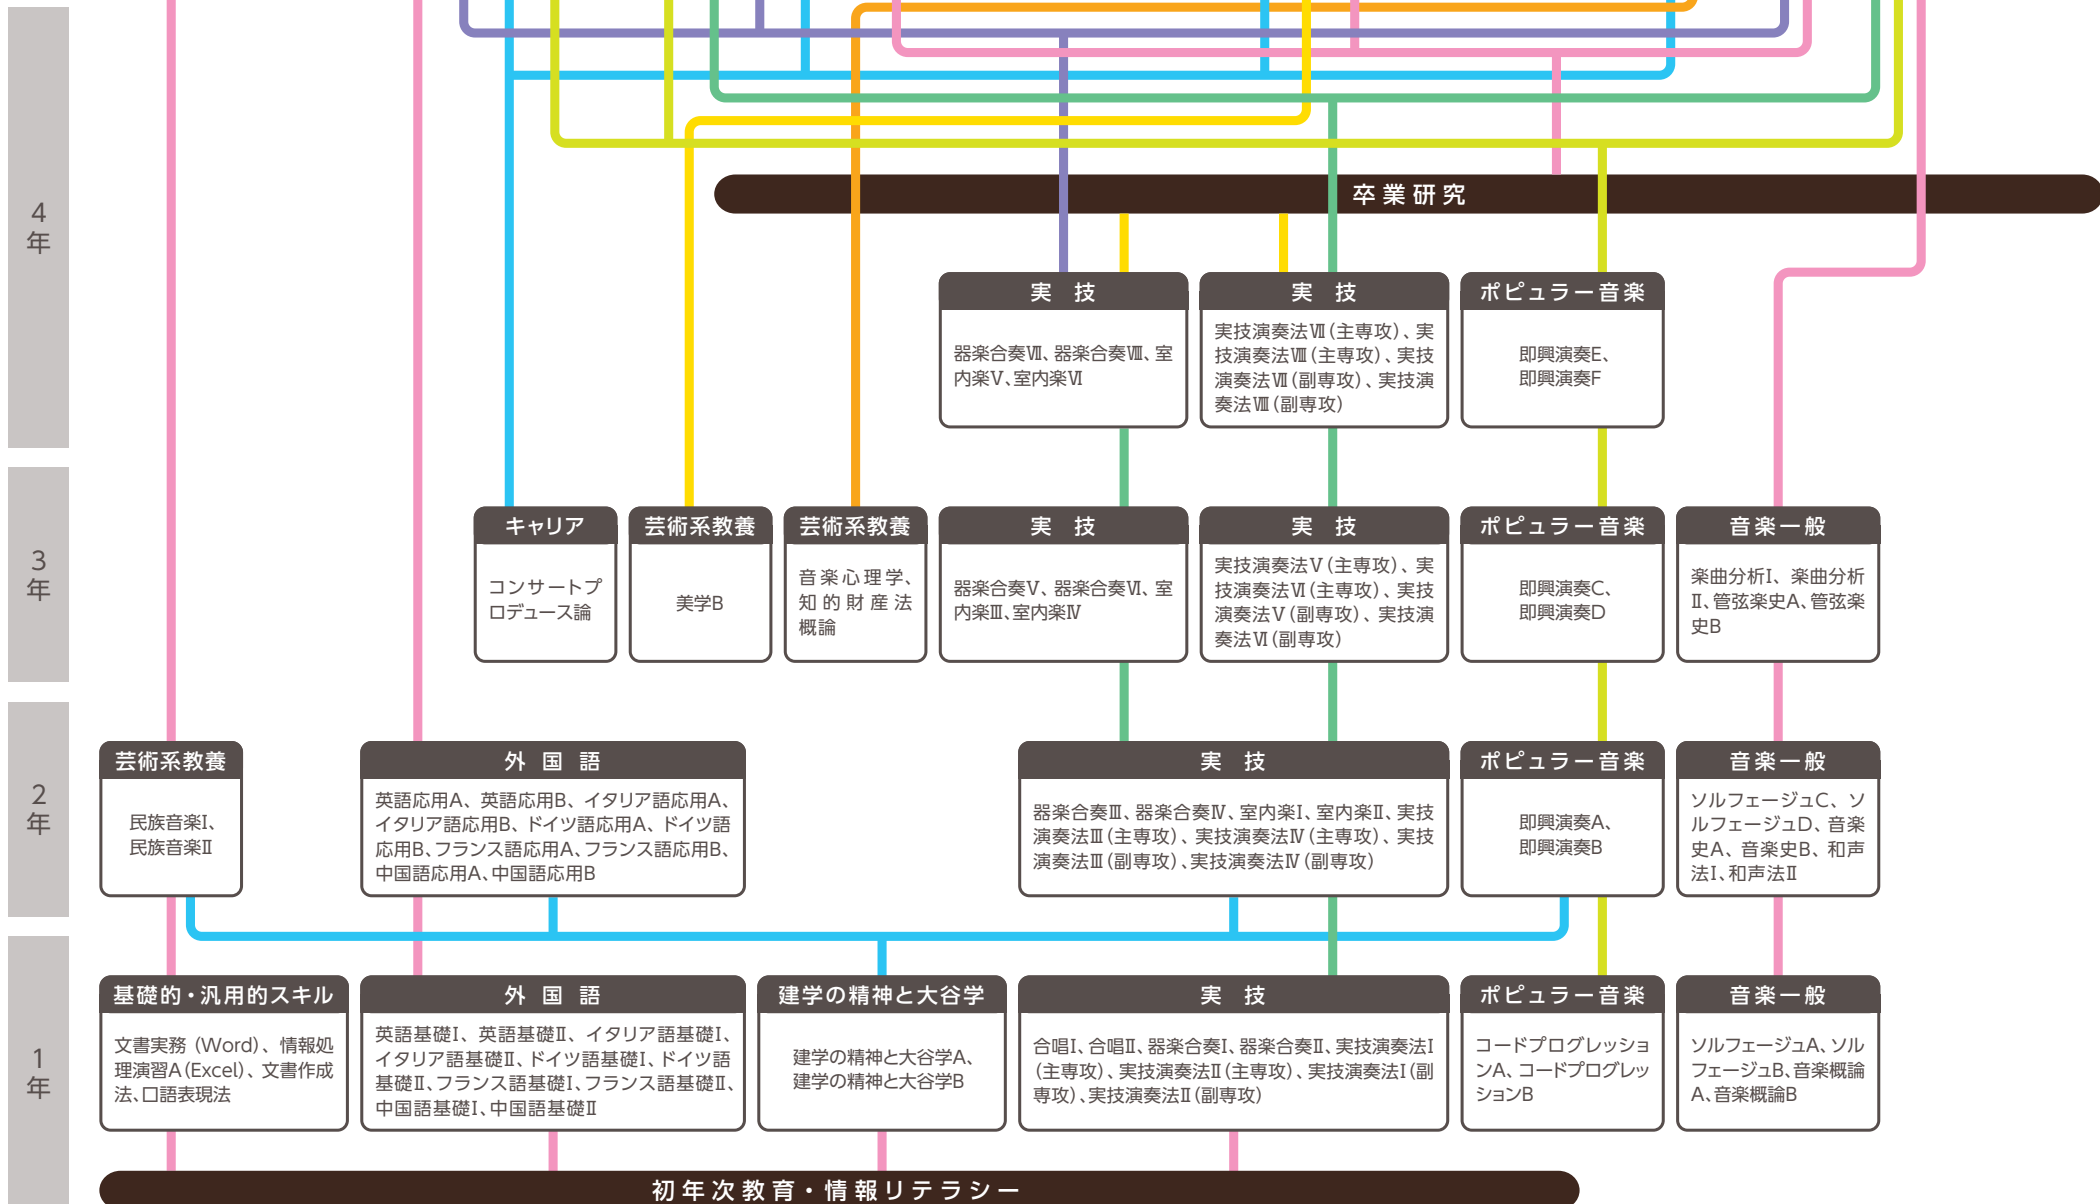 4
年
卒業研究
実 技
器楽合奏Ⅶ、器楽合奏Ⅷ、室
内楽Ⅴ、室内楽Ⅵ
実 技
実技演奏法Ⅶ(主専攻)、実
技演奏法Ⅷ(主専攻)、実技
演奏法Ⅶ(副専攻)、実技演
奏法Ⅷ(副専攻)
ポピュラー音楽
即興演奏E、
即興演奏F
3
年
キャリア
コンサートプ
ロデュース論
芸術系教養
美学B
芸術系教養
音楽心理学、
知的財産法
概論
実 技
器楽合奏Ⅴ、器楽合奏Ⅵ、室
内楽Ⅲ、室内楽Ⅳ
実 技
実技演奏法Ⅴ(主専攻)、実
技演奏法Ⅵ(主専攻)、実技
演奏法Ⅴ(副専攻)、実技演
奏法Ⅵ(副専攻)
ポピュラー音楽
即興演奏C、
即興演奏D
音楽一般
楽曲分析Ⅰ、楽曲分析
Ⅱ、管弦楽史A、管弦楽
史B
2
年
芸術系教養
民族音楽Ⅰ、
民族音楽Ⅱ
外 国 語
英語応用A、英語応用B、イタリア語応用A、
イタリア語応用B、ドイツ語応用A、ドイツ語
応用B、フランス語応用A、フランス語応用B、
中国語応用A、中国語応用B
実 技
器楽合奏Ⅲ、器楽合奏Ⅳ、室内楽Ⅰ、室内楽Ⅱ、実技
演奏法Ⅲ(主専攻)、実技演奏法Ⅳ(主専攻)、実技
演奏法Ⅲ(副専攻)、実技演奏法Ⅳ(副専攻)
ポピュラー音楽
即興演奏A、
即興演奏B
音楽一般
ソルフェージュC、ソ
ルフェージュD、音楽
史A、音楽史B、和声
法Ⅰ、和声法Ⅱ
1
年
基礎的・汎用的スキル
文書実務(Word)、情報処
理演習A(Excel)、文書作成
法、口語表現法
外 国 語
英語基礎Ⅰ、英語基礎Ⅱ、イタリア語基礎Ⅰ、
イタリア語基礎Ⅱ、ドイツ語基礎Ⅰ、ドイツ語
基礎Ⅱ、フランス語基礎Ⅰ、フランス語基礎Ⅱ、
中国語基礎Ⅰ、中国語基礎Ⅱ
建学の精神と大谷学
建学の精神と大谷学A、
建学の精神と大谷学B
実 技
合唱Ⅰ、合唱Ⅱ、器楽合奏Ⅰ、器楽合奏Ⅱ、実技演奏法Ⅰ
(主専攻)、実技演奏法Ⅱ(主専攻)、実技演奏法Ⅰ(副
専攻)、実技演奏法Ⅱ(副専攻)
ポピュラー音楽
コードプログレッショ
ンA、コードプログレッ
ションB
音楽一般
ソルフェージュA、ソル
フェージュB、音楽概論
A、音楽概論B
初年次教育・情報リテラシー